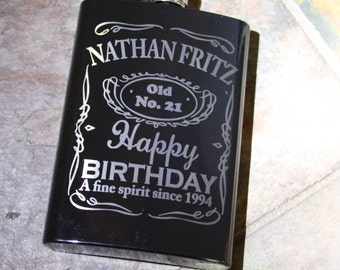 NATHAN FRITZ
Old
No. 21
Happy
BIRTHDAY
A fine spirit since 1994